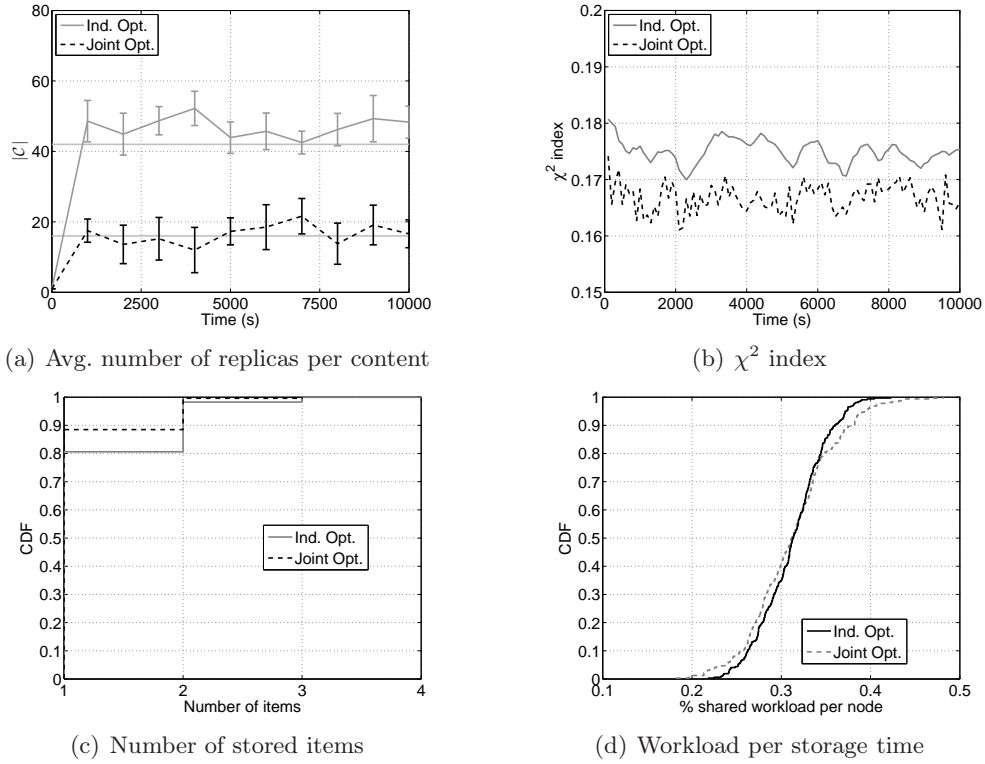 80
60
40
20
0
|C|
Ind. Opt.
Joint Opt.
0
2500
5000
7500
10000
Time (s)
(a) Avg. number of replicas per content
0.2
0.19
0.18
0.17
0.16
0.15
χ² index
Ind. Opt.
Joint Opt.
0
2000
4000
6000
8000
10000
Time (s)
(b) χ² index
1
0.9
0.8
0.7
0.6
0.5
0.4
0.3
0.2
0.1
0
CDF
Ind. Opt.
Joint Opt.
1
2
3
4
Number of items
(c) Number of stored items
1
0.9
0.8
0.7
0.6
0.5
0.4
0.3
0.2
0.1
0
CDF
Ind. Opt.
Joint Opt.
0.1
0.2
0.3
0.4
0.5
% shared workload per node
(d) Workload per storage time